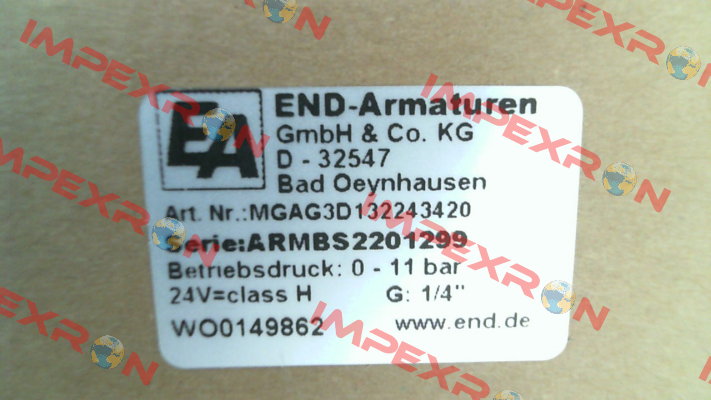 EA
END-Armaturen
GmbH & Co. KG
D - 32547
Bad Oeynhausen
Art. Nr.:MGAG3D132243420
Serie:ARMBS2201299
Betriebsdruck: 0 - 11 bar
24V=class H G: 1/4"
WO0149862 www.end.de
IMPEXRON
IMPEXRON
IMPEXRON
IMPEXRON
IMPEXRON
IMPEXRON